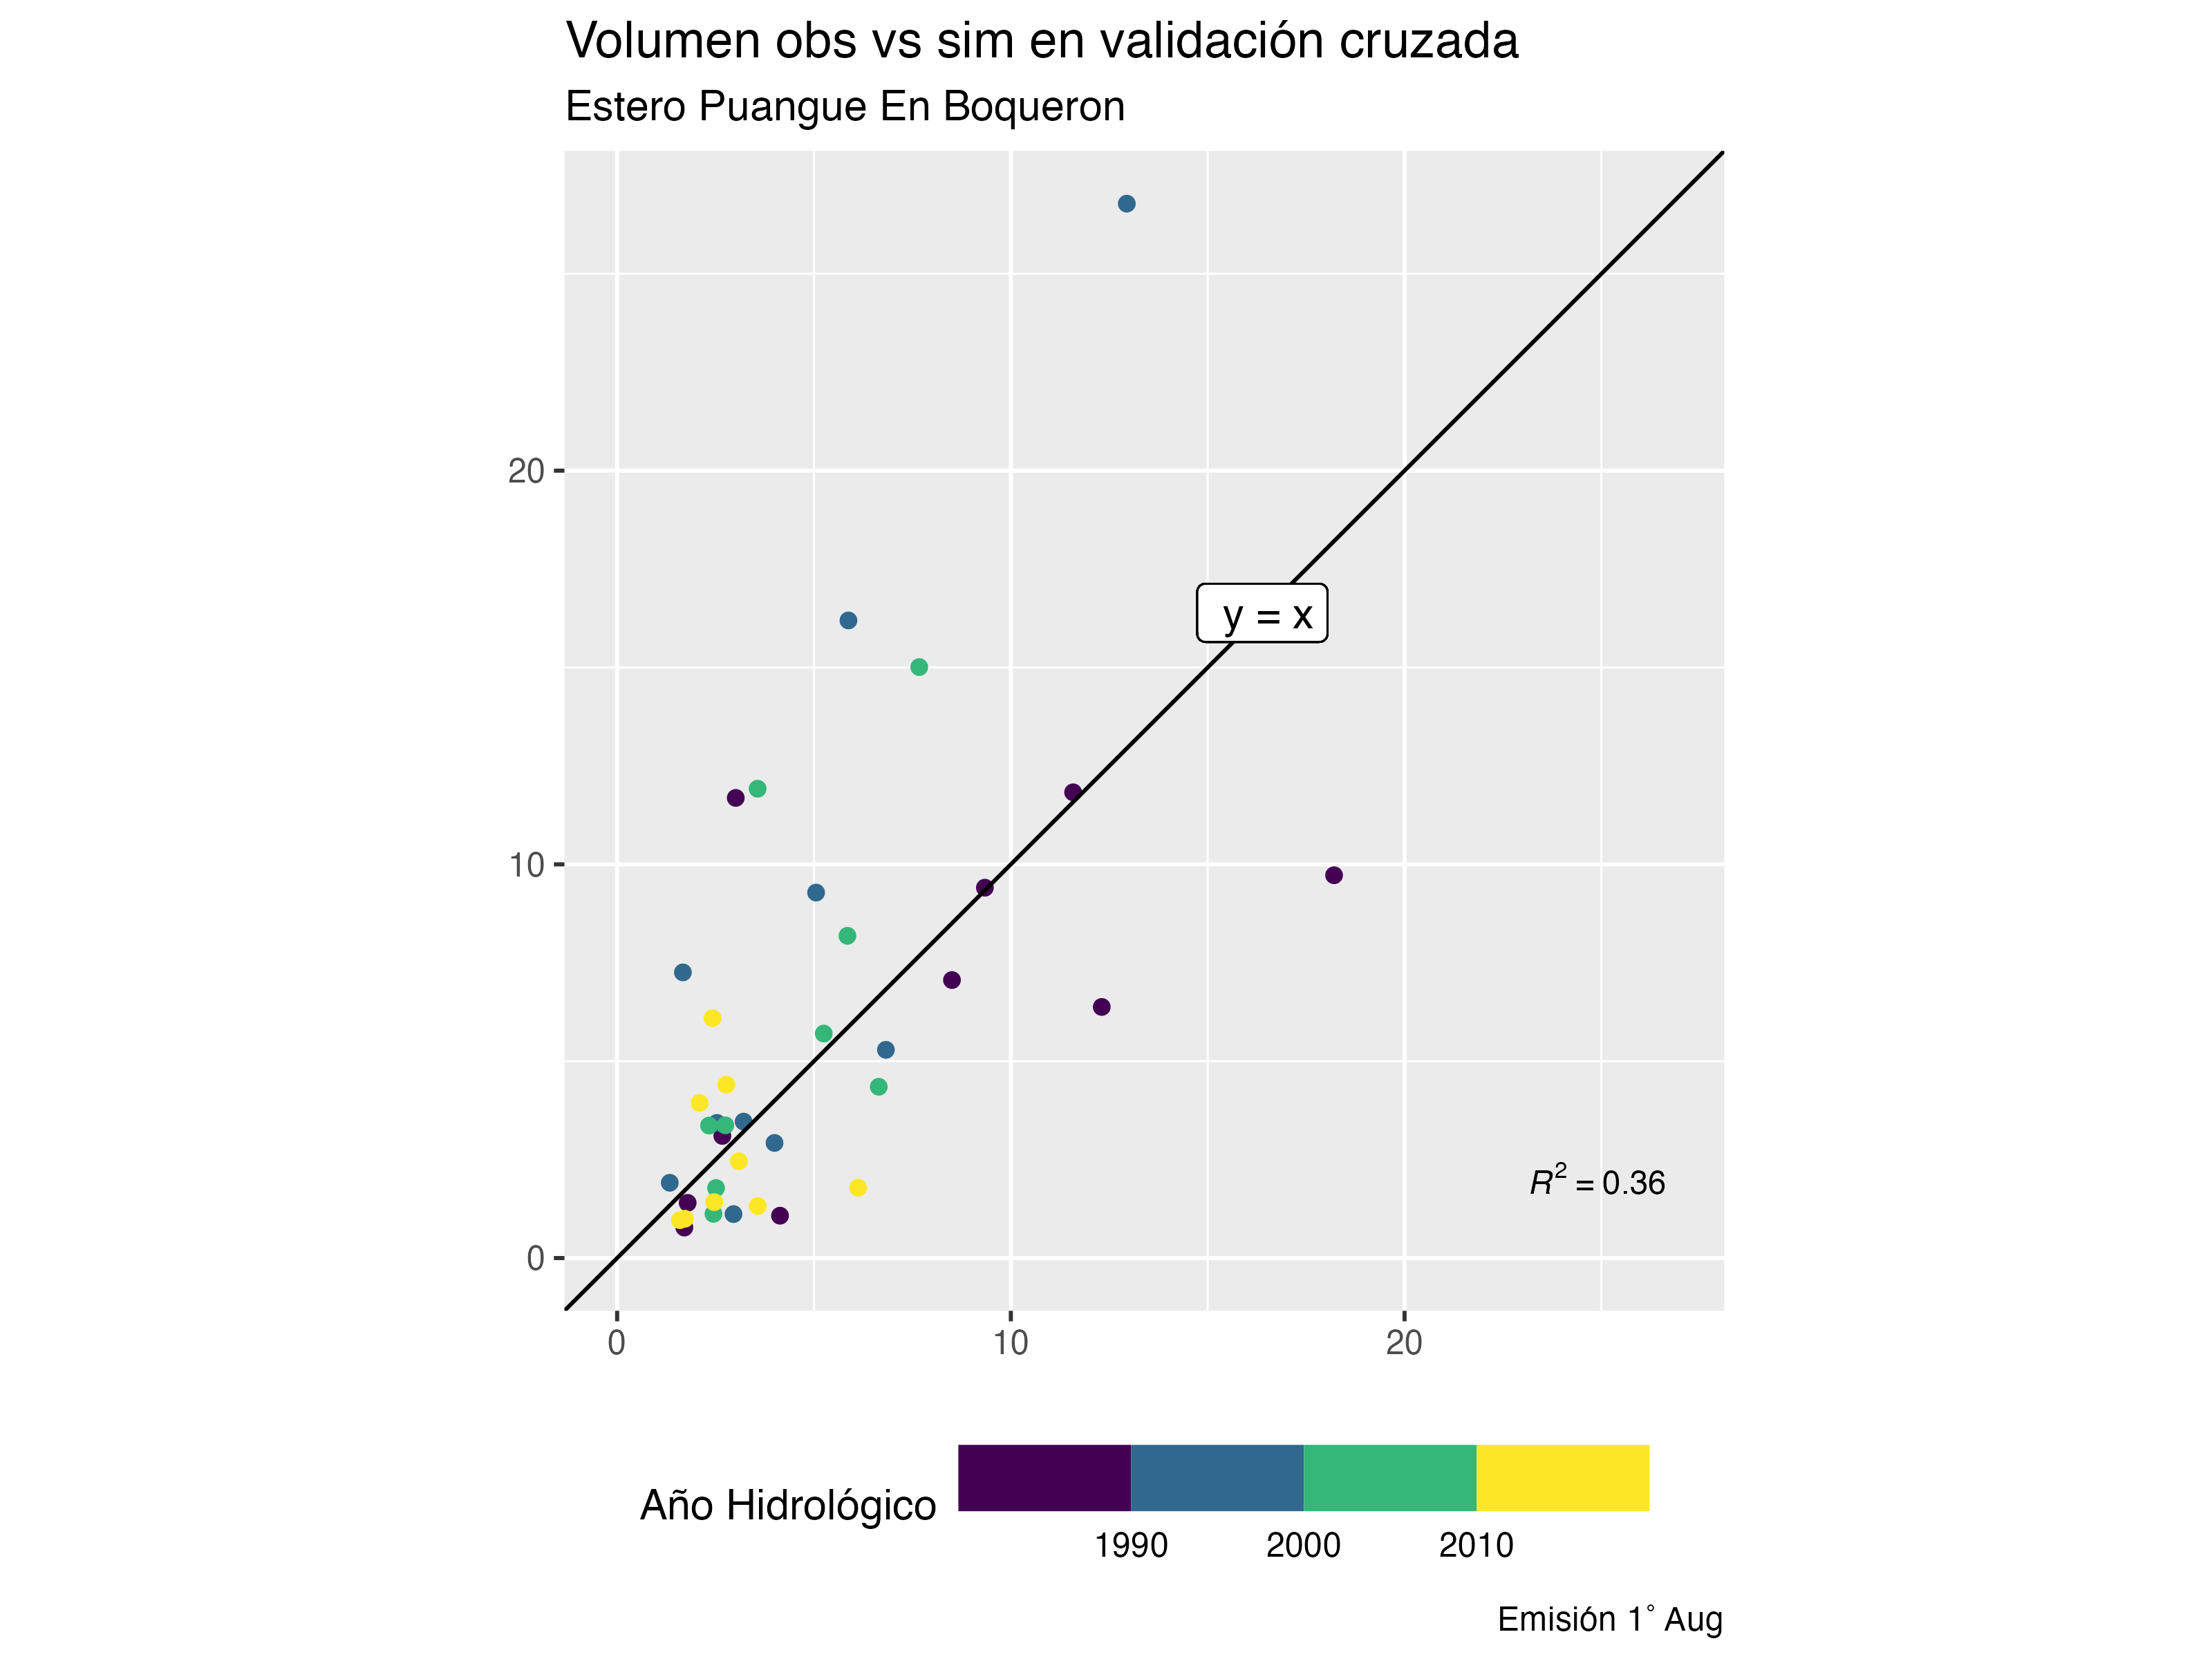 Volumen obs vs sim en validación cruzada
Estero Puangue En Boqueron
20
y = x
10
R² = 0.36
0
0 10 20
Año Hidrológico
1990 2000 2010
Emisión 1° Aug